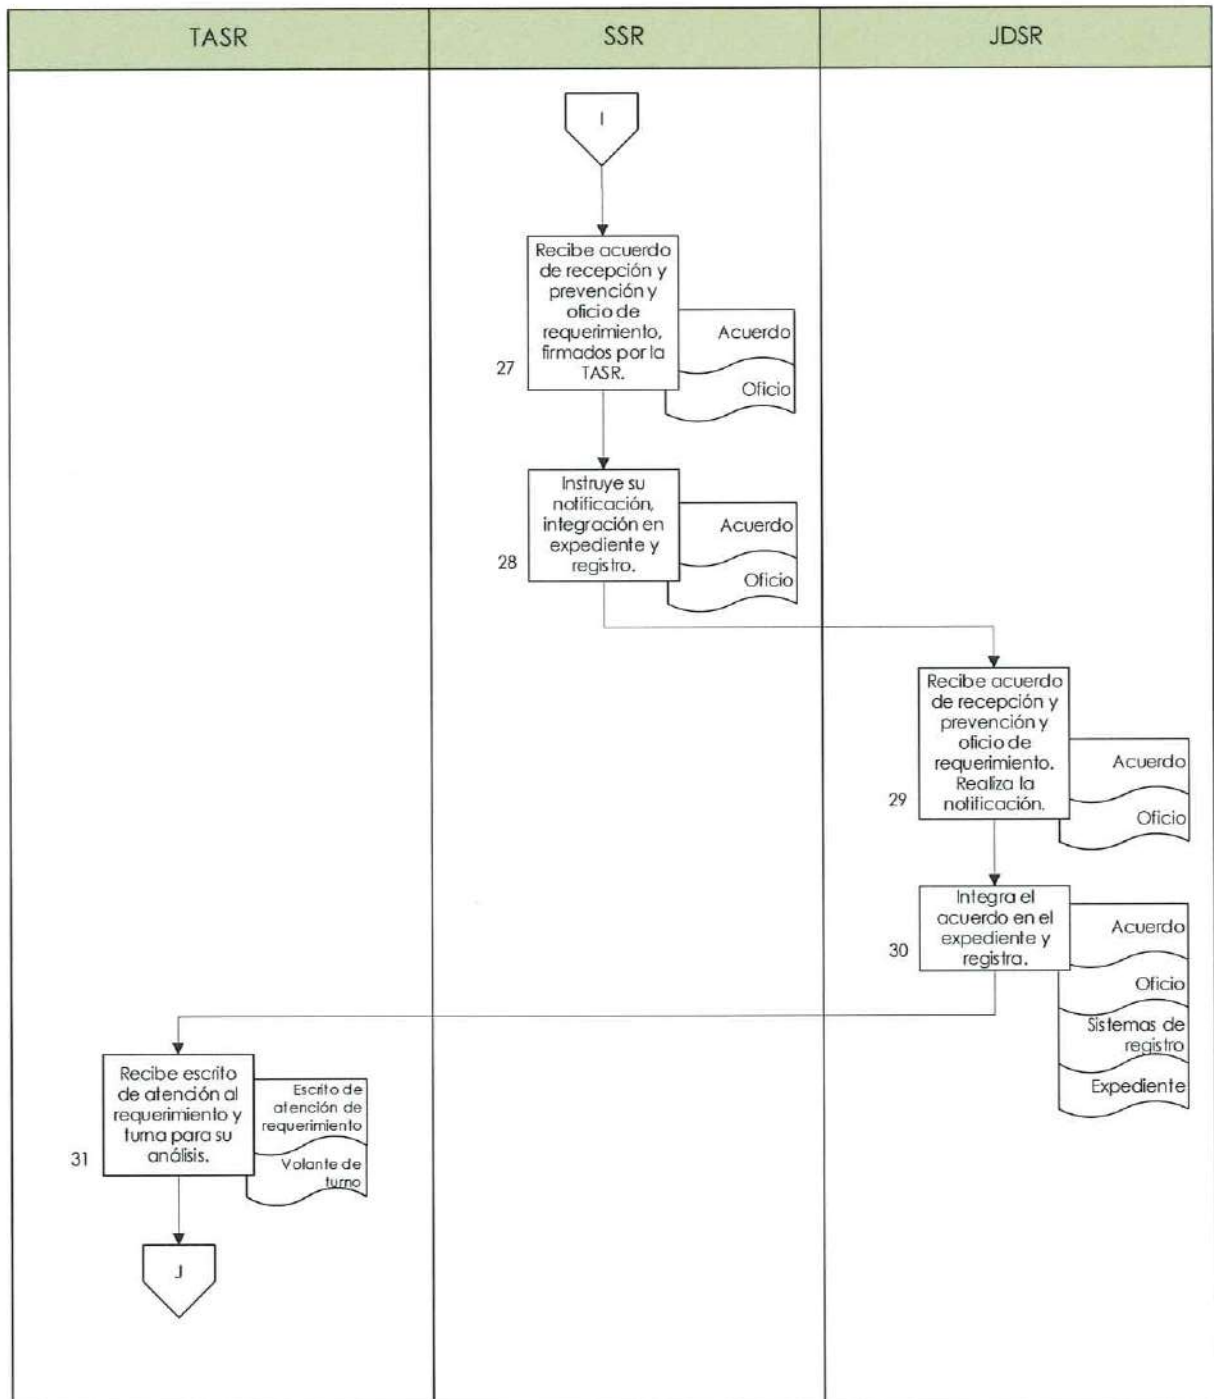 TASR
SSR
JDSR
I
Recibe acuerdo
de recepción y
prevención y
oficio de
requerimiento,
firmados por la
TASR.
27
Acuerdo
Oficio
Instruye su
notificación,
integración en
expediente y
registro.
28
Acuerdo
Oficio
Recibe acuerdo
de recepción y
prevención y
oficio de
requerimiento.
Realiza la
notificación.
29
Acuerdo
Oficio
Integra el
acuerdo en el
expediente y
registra.
30
Acuerdo
Oficio
Sistemas de
registro
Expediente
Recibe escrito
de atención al
requerimiento y
turna para su
análisis.
31
Escrito de
atención de
requerimiento
Volante de
turno
J